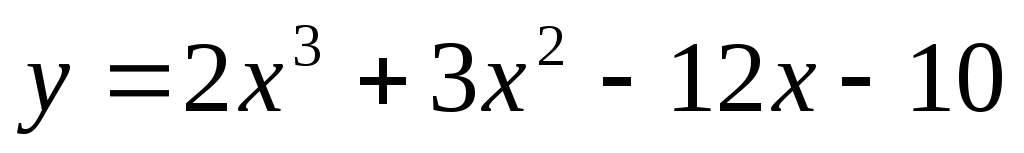 y = 2x³ + 3x² - 12x - 10